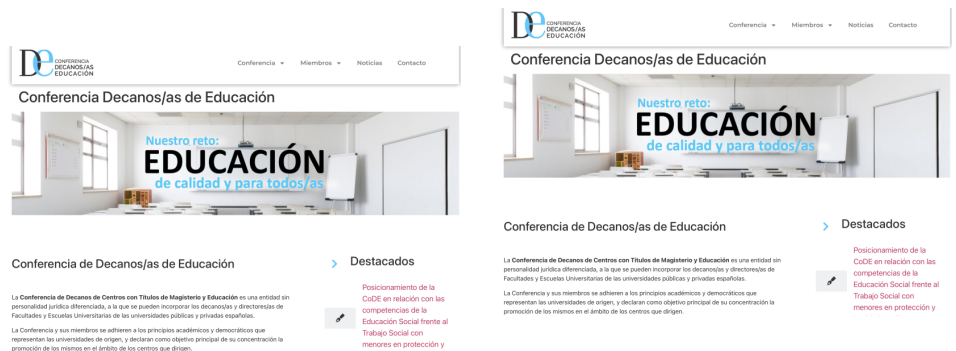 De CONFERENCIA
DECANOS/AS
EDUCACIÓN
Conferencia
Miembros
Noticias
Contacto
Conferencia Decanos/as de Educación
Nuestro reto:
EDUCACIÓN
de calidad y para todos/as
Conferencia de Decanos/as de Educación
La Conferencia de Decanos de Centros con Títulos de Magisterio y Educación es una entidad sin
personalidad jurídica diferenciada, a la que se pueden incorporar los decanos/as y directores/as de
Facultades y Escuelas Universitarias de las universidades públicas y privadas españolas.
La Conferencia y sus miembros se adhieren a los principios académicos y democráticos que
representan las universidades de origen, y declaran como objetivo principal de su concentración la
promoción de los mismos en el ámbito de los centros que dirigen.
Destacados
Posicionamiento de la
CoDE en relación con las
competencias de la
Educación Social frente al
Trabajo Social con
menores en protección y
De CONFERENCIA
DECANOS/AS
EDUCACIÓN
Conferencia
Miembros
Noticias
Contacto
Conferencia Decanos/as de Educación
Nuestro reto:
EDUCACIÓN
de calidad y para todos/as
Conferencia de Decanos/as de Educación
La Conferencia de Decanos de Centros con Títulos de Magisterio y Educación es una entidad sin
personalidad jurídica diferenciada, a la que se pueden incorporar los decanos/as y directores/as de
Facultades y Escuelas Universitarias de las universidades públicas y privadas españolas.
La Conferencia y sus miembros se adhieren a los principios académicos y democráticos que
representan las universidades de origen, y declaran como objetivo principal de su concentración la
promoción de los mismos en el ámbito de los centros que dirigen.
Destacados
Posicionamiento de la
CoDE en relación con las
competencias de la
Educación Social frente al
Trabajo Social con
menores en protección y